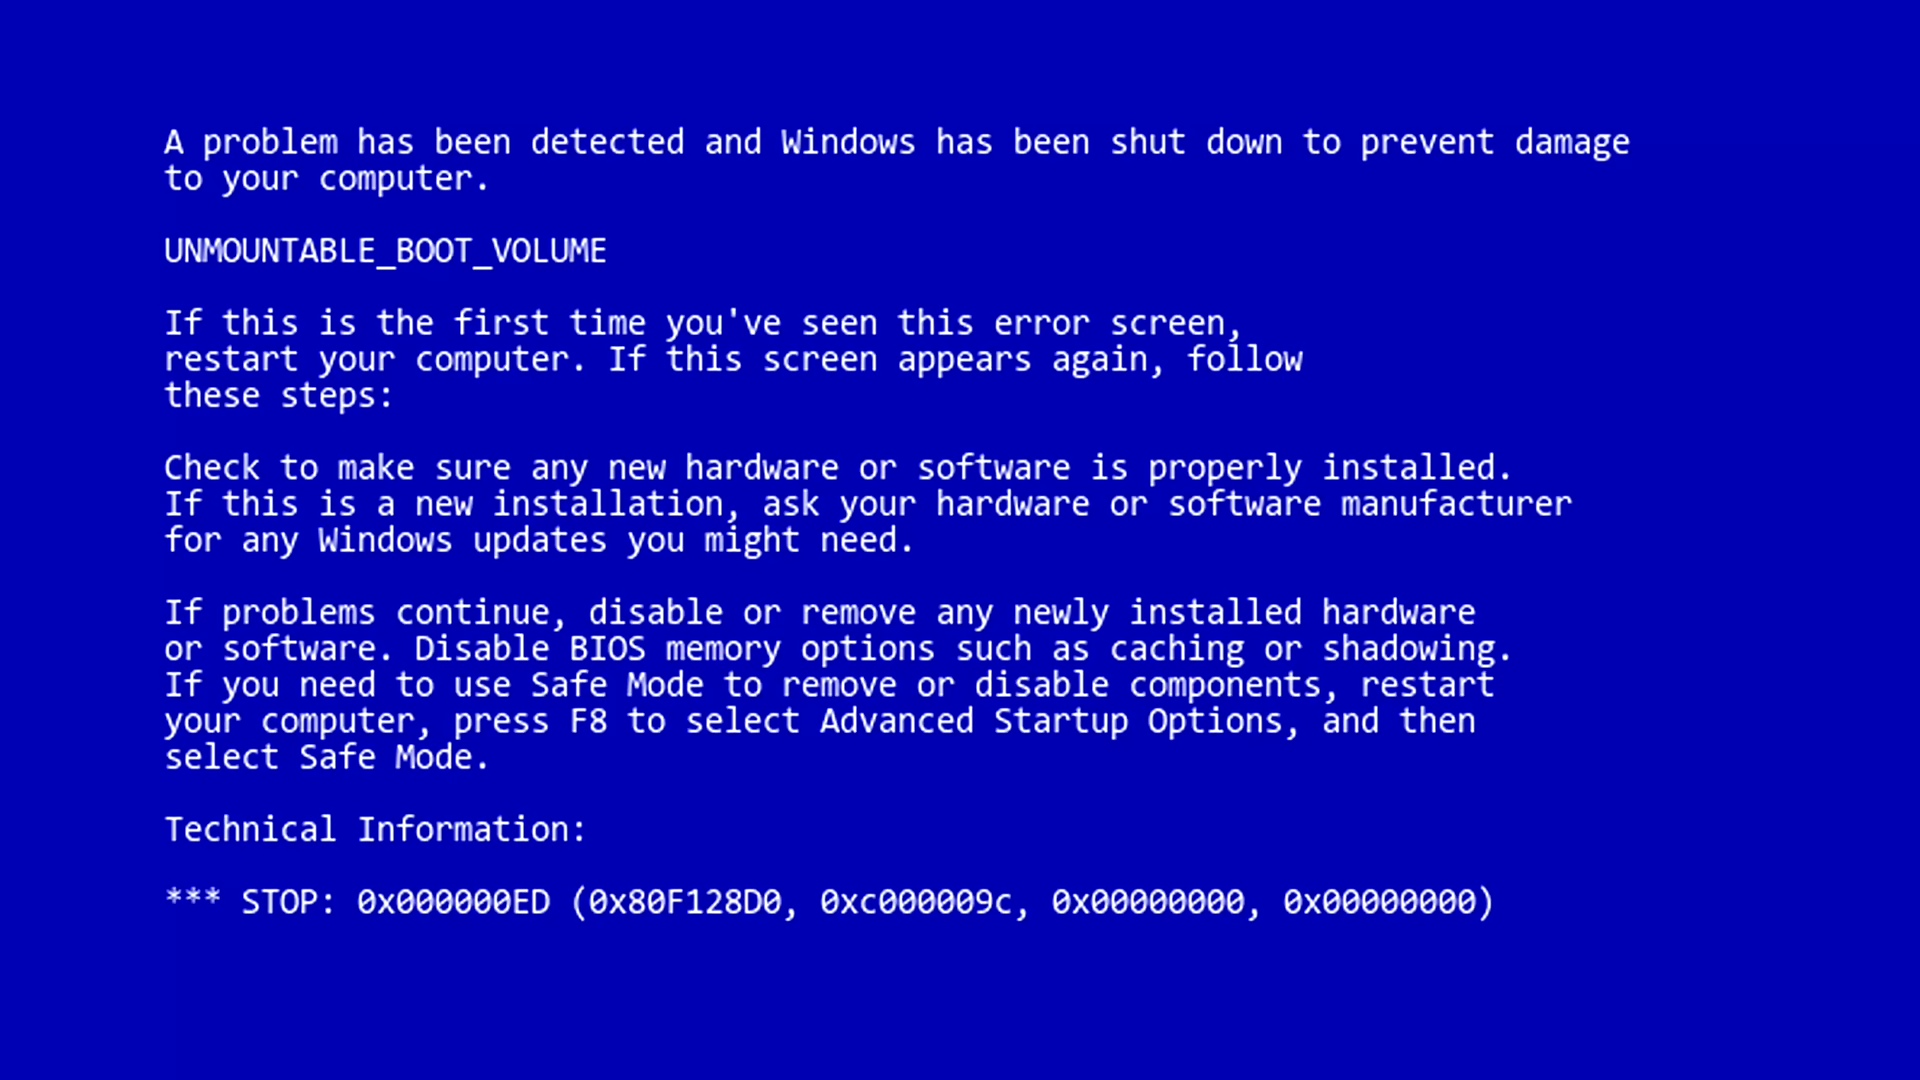 A problem has been detected and Windows has been shut down to prevent damage
to your computer.
UNMOUNTABLE_BOOT_VOLUME
If this is the first time you've seen this error screen,
restart your computer. If this screen appears again, follow
these steps:
Check to make sure any new hardware or software is properly installed.
If this is a new installation, ask your hardware or software manufacturer
for any Windows updates you might need.
If problems continue, disable or remove any newly installed hardware
or software. Disable BIOS memory options such as caching or shadowing.
If you need to use Safe Mode to remove or disable components, restart
your computer, press F8 to select Advanced Startup Options, and then
select Safe Mode.
Technical Information:
*** STOP: 0x000000ED (0x80F128D0, 0xc000009c, 0x00000000, 0x00000000)